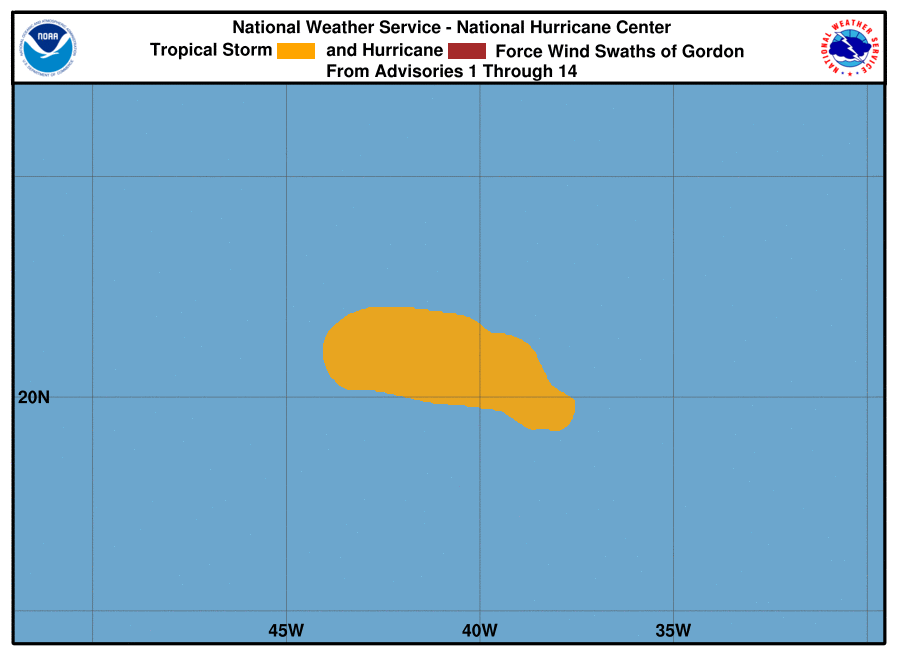 National Weather Service - National Hurricane Center
Tropical Storm and Hurricane Force Wind Swaths of Gordon
From Advisories 1 Through 14
NOAA
NATIONAL WEATHER SERVICE
20N
45W 40W 35W